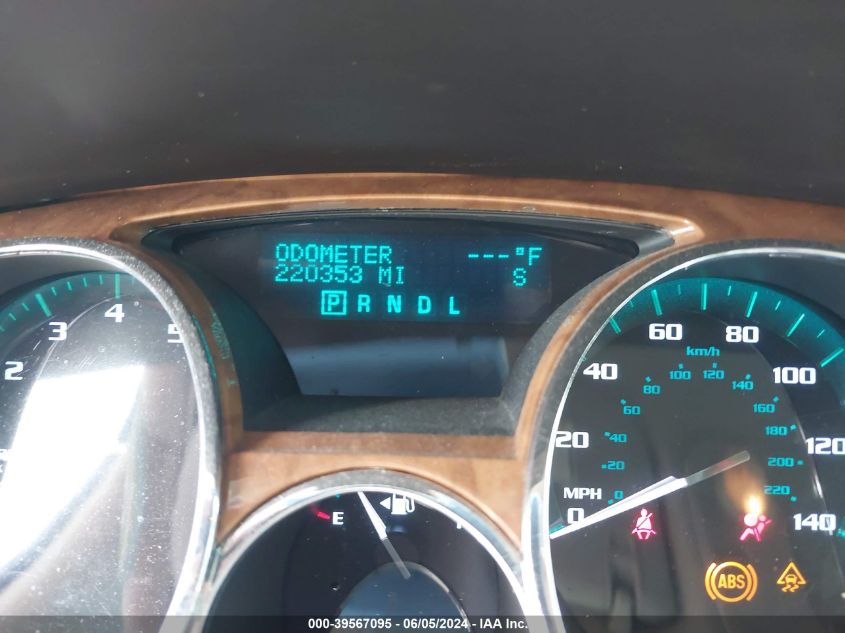 ODOMETER ---°F
220353 MI S
P R N D L
2 3 4 5
60 80
km/h
40 80 100 120 140 100
60 160
20 40 180 120
20 200
MPH 0 220
0 140
E
ABS
000-39567095 - 06/05/2024 - IAA Inc.